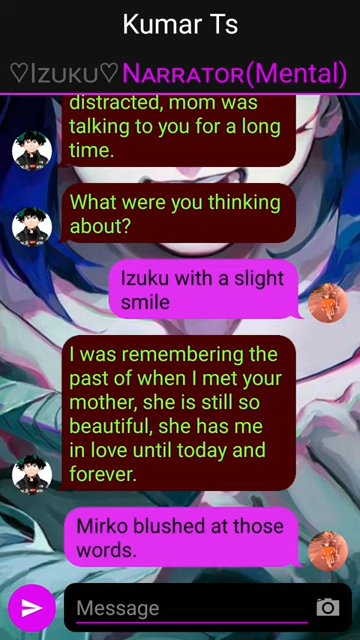 Kumar Ts
♡Izuku♡Narrator(Mental)
distracted, mom was
talking to you for a long
time.
What were you thinking
about?
Izuku with a slight
smile
I was remembering the
past of when I met your
mother, she is still so
beautiful, she has me
in love until today and
forever.
Mirko blushed at those
words.
Message